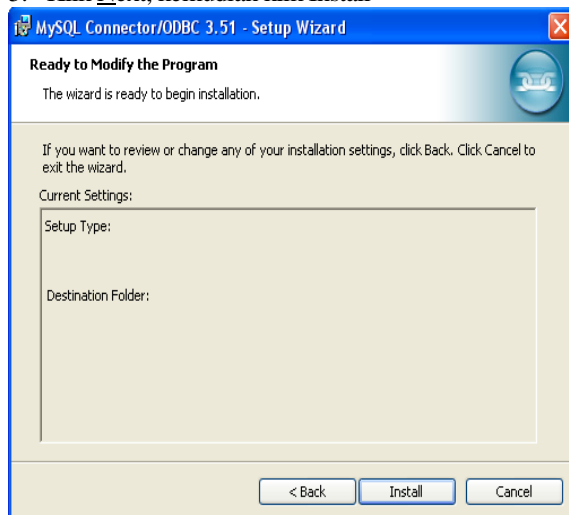 MySQL Connector/ODBC 3.51 - Setup Wizard
Ready to Modify the Program
The wizard is ready to begin installation.
If you want to review or change any of your installation settings, click Back. Click Cancel to
exit the wizard.
Current Settings:
Setup Type:
Destination Folder:
< Back
Install
Cancel